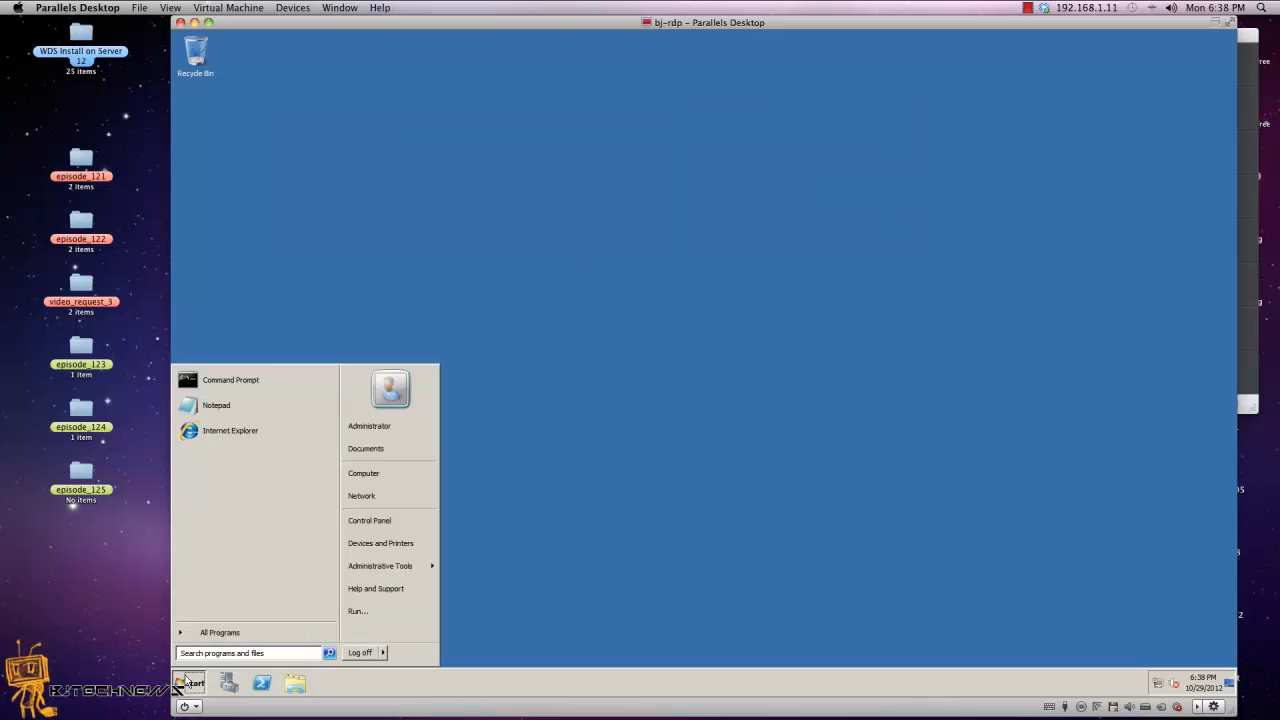 Parallels Desktop File View Virtual Machine Devices Window Help 192.168.1.11 Mon 6:38 PM
bj-rdp - Parallels Desktop
WDS Install on Server
12
25 items
Recycle Bin
episode_121
2 items
episode_122
2 items
video_request_3
2 items
episode_123
1 item
episode_124
1 item
episode_125
No items
Command Prompt
Notepad
Internet Explorer
All Programs
Search programs and files
Administrator
Documents
Computer
Network
Control Panel
Devices and Printers
Administrative Tools
Help and Support
Run...
Log off
6:38 PM
10/29/2012
BJTECHNEWS